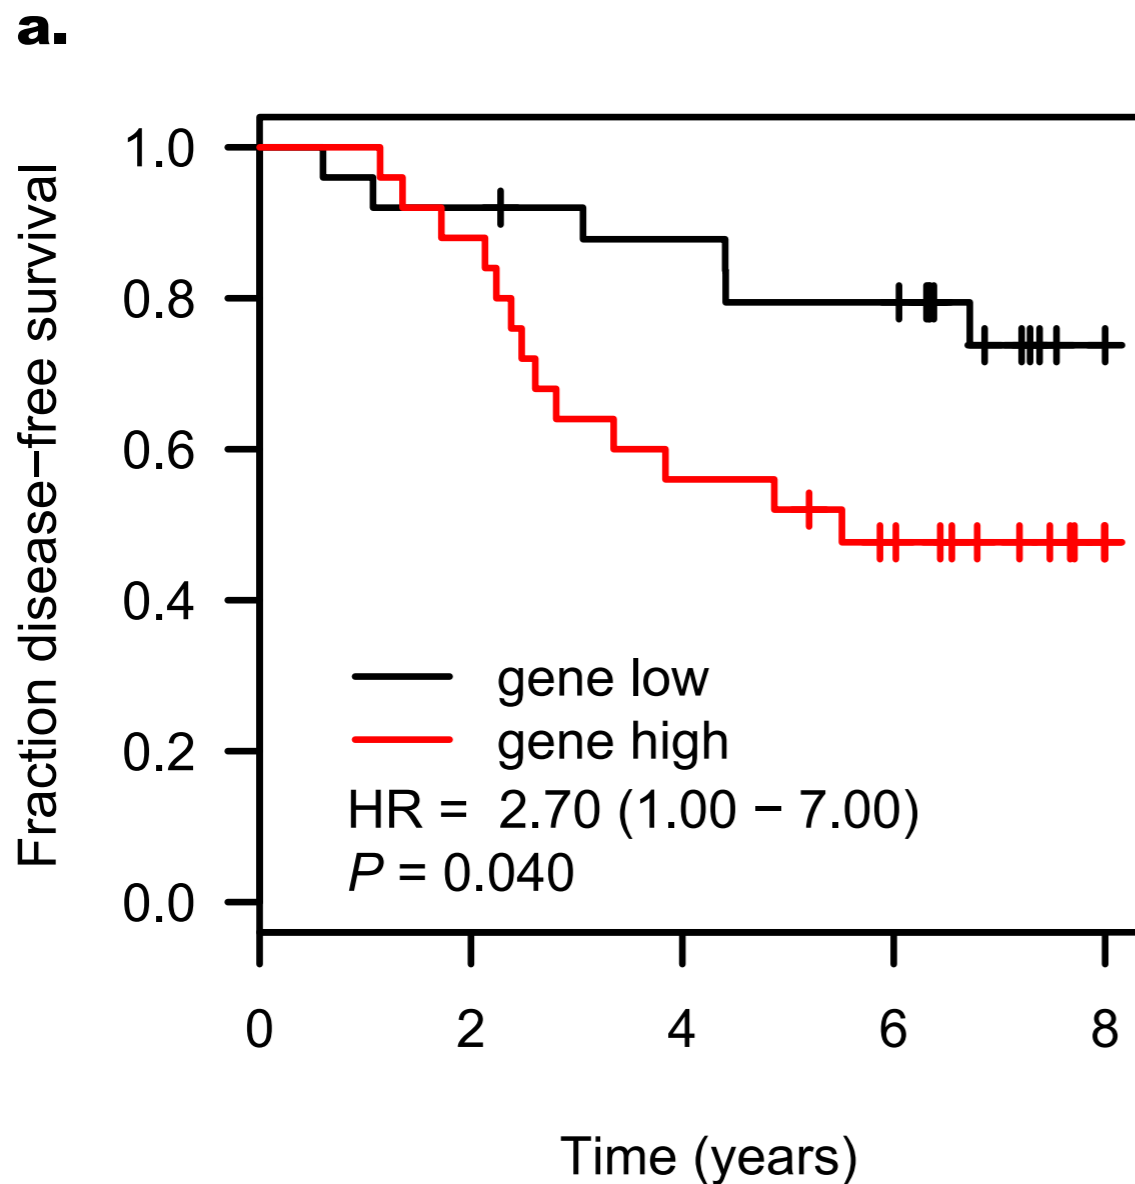 a.
Fraction disease−free survival
1.0
0.8
0.6
0.4
0.2
0.0
gene low
gene high
HR = 2.70 (1.00 − 7.00)
P = 0.040
0 2 4 6 8
Time (years)